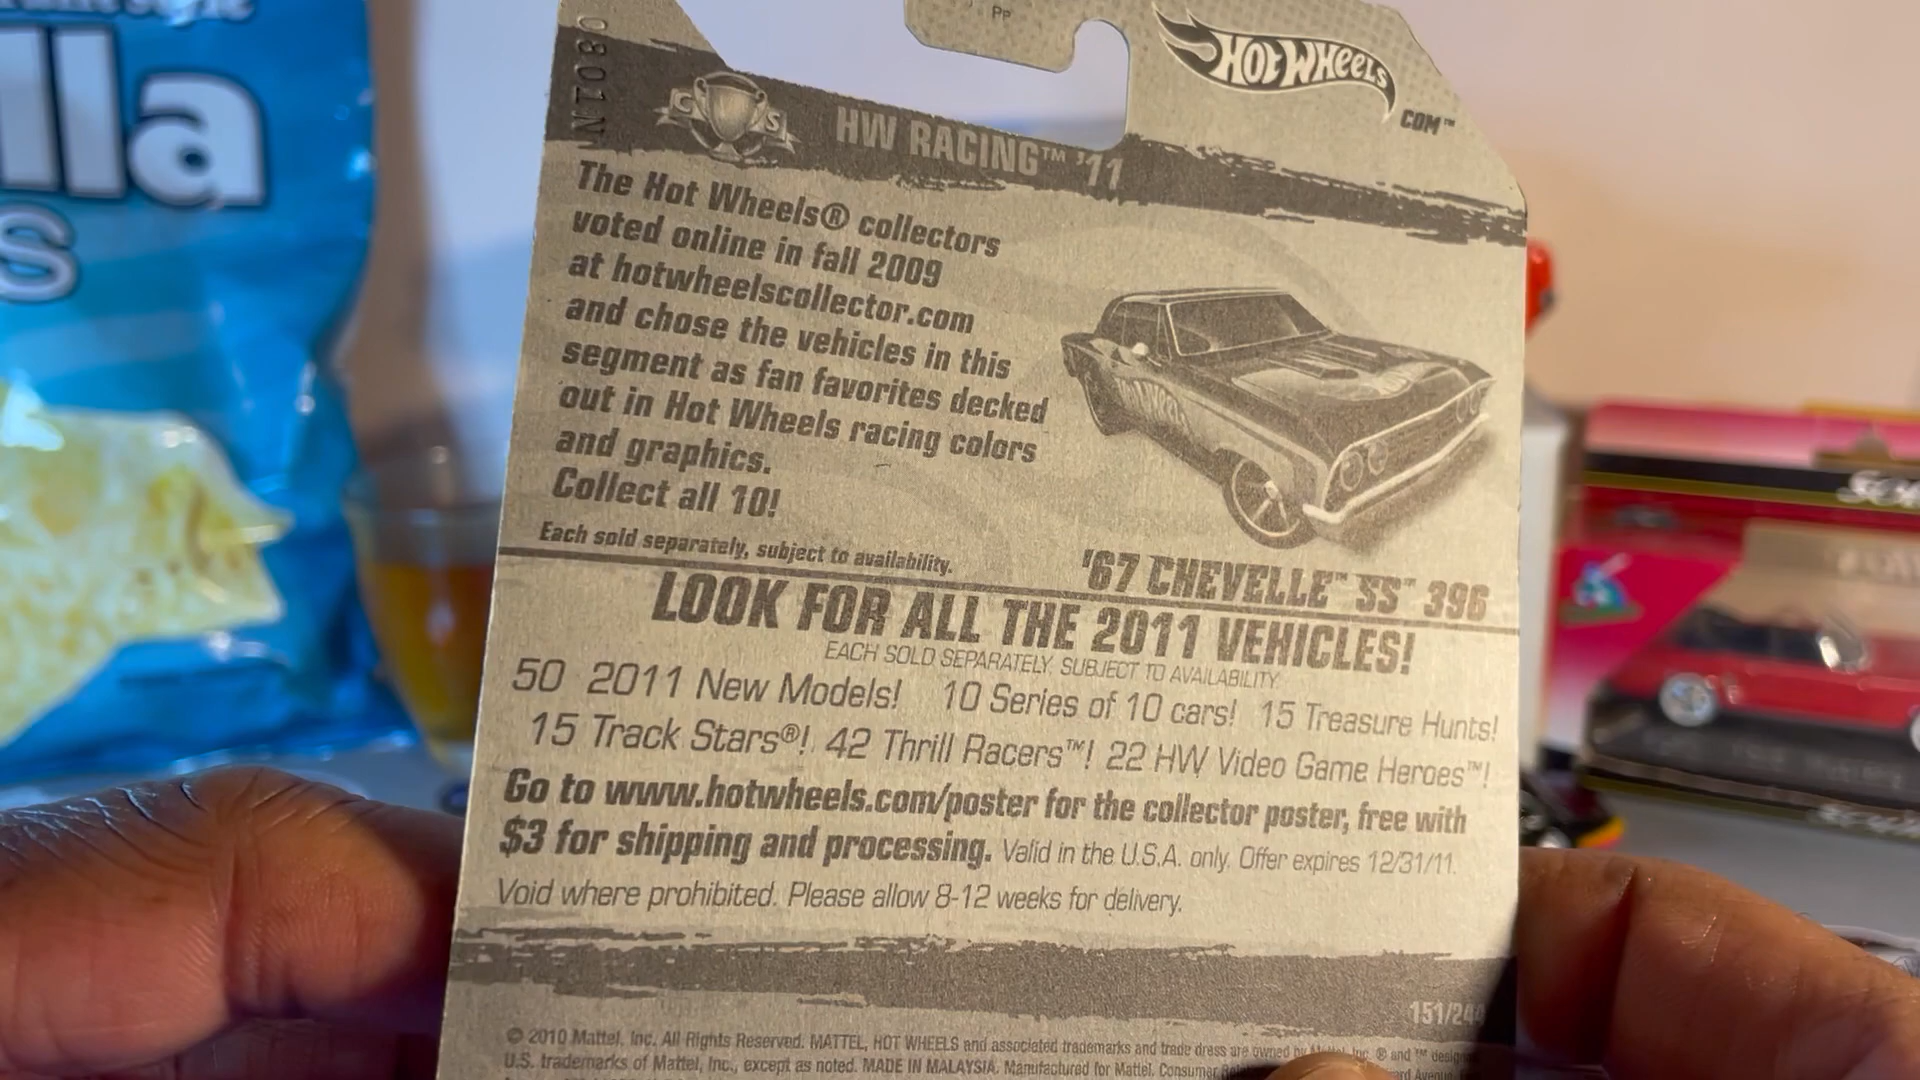 lla
s
0801N
Pp
Hot Wheels
.COM™
C S
HW RACING™ '11
The Hot Wheels® collectors
voted online in fall 2009
at hotwheelscollector.com
and chose the vehicles in this
segment as fan favorites decked
out in Hot Wheels racing colors
and graphics.
Collect all 10!
Each sold separately, subject to availability.
'67 CHEVELLE™ SS™ 396
LOOK FOR ALL THE 2011 VEHICLES!
EACH SOLD SEPARATELY, SUBJECT TO AVAILABILITY.
50 2011 New Models! 10 Series of 10 cars! 15 Treasure Hunts!
15 Track Stars®! 42 Thrill Racers™! 22 HW Video Game Heroes™!
Go to www.hotwheels.com/poster for the collector poster, free with
$3 for shipping and processing. Valid in the U.S.A. only. Offer expires 12/31/11.
Void where prohibited. Please allow 8-12 weeks for delivery.
151/244
© 2010 Mattel, Inc. All Rights Reserved. MATTEL, HOT WHEELS and associated trademarks and trade dress are owned by Mattel, Inc. ® and ™
U.S. trademarks of Mattel, Inc., except as noted. MADE IN MALAYSIA. Manufactured for Mattel. Consumer